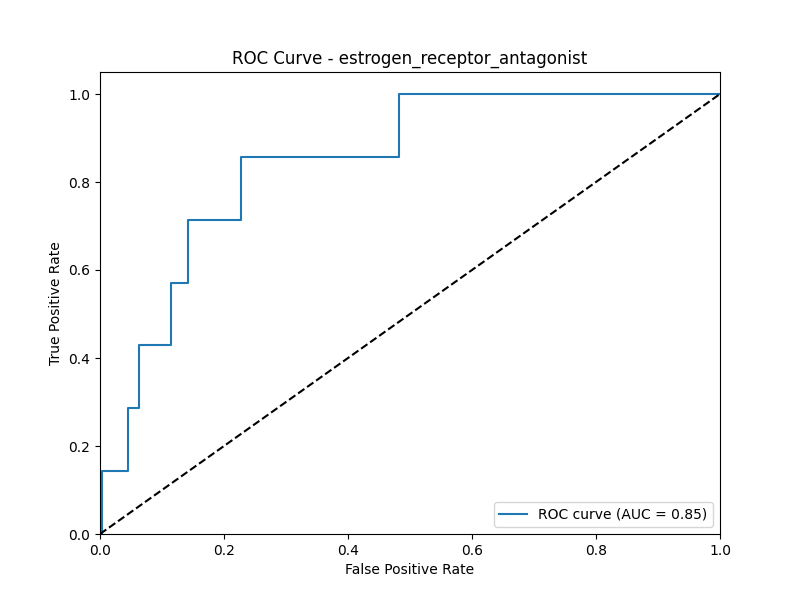 ROC Curve - estrogen_receptor_antagonist
1.0
0.8
0.6
0.4
0.2
0.0
True Positive Rate
ROC curve (AUC = 0.85)
0.0 0.2 0.4 0.6 0.8 1.0
False Positive Rate